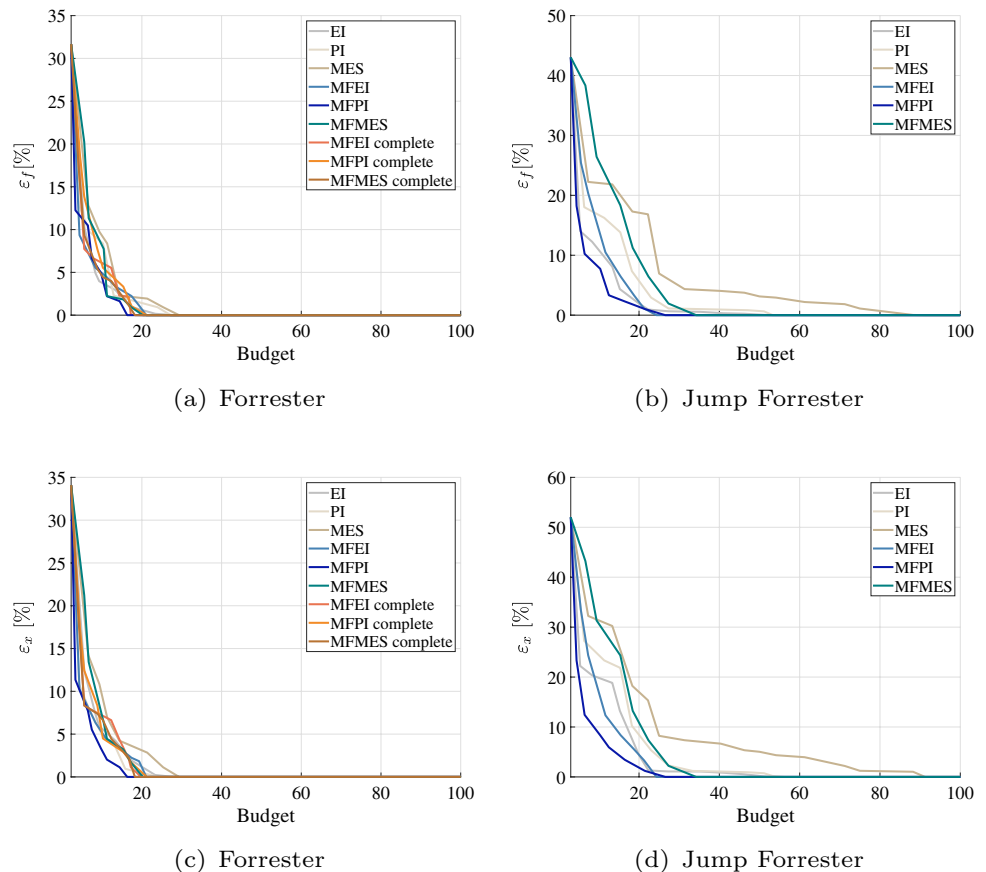 35
30
25
20
15
10
5
0
ε_f [%]
20
40
60
80
100
Budget
EI
PI
MES
MFEI
MFPI
MFMES
MFEI complete
MFPI complete
MFMES complete
(a) Forrester
50
40
30
20
10
0
ε_f [%]
20
40
60
80
100
Budget
EI
PI
MES
MFEI
MFPI
MFMES
(b) Jump Forrester
35
30
25
20
15
10
5
0
ε_x [%]
20
40
60
80
100
Budget
EI
PI
MES
MFEI
MFPI
MFMES
MFEI complete
MFPI complete
MFMES complete
(c) Forrester
60
50
40
30
20
10
0
ε_x [%]
20
40
60
80
100
Budget
EI
PI
MES
MFEI
MFPI
MFMES
(d) Jump Forrester